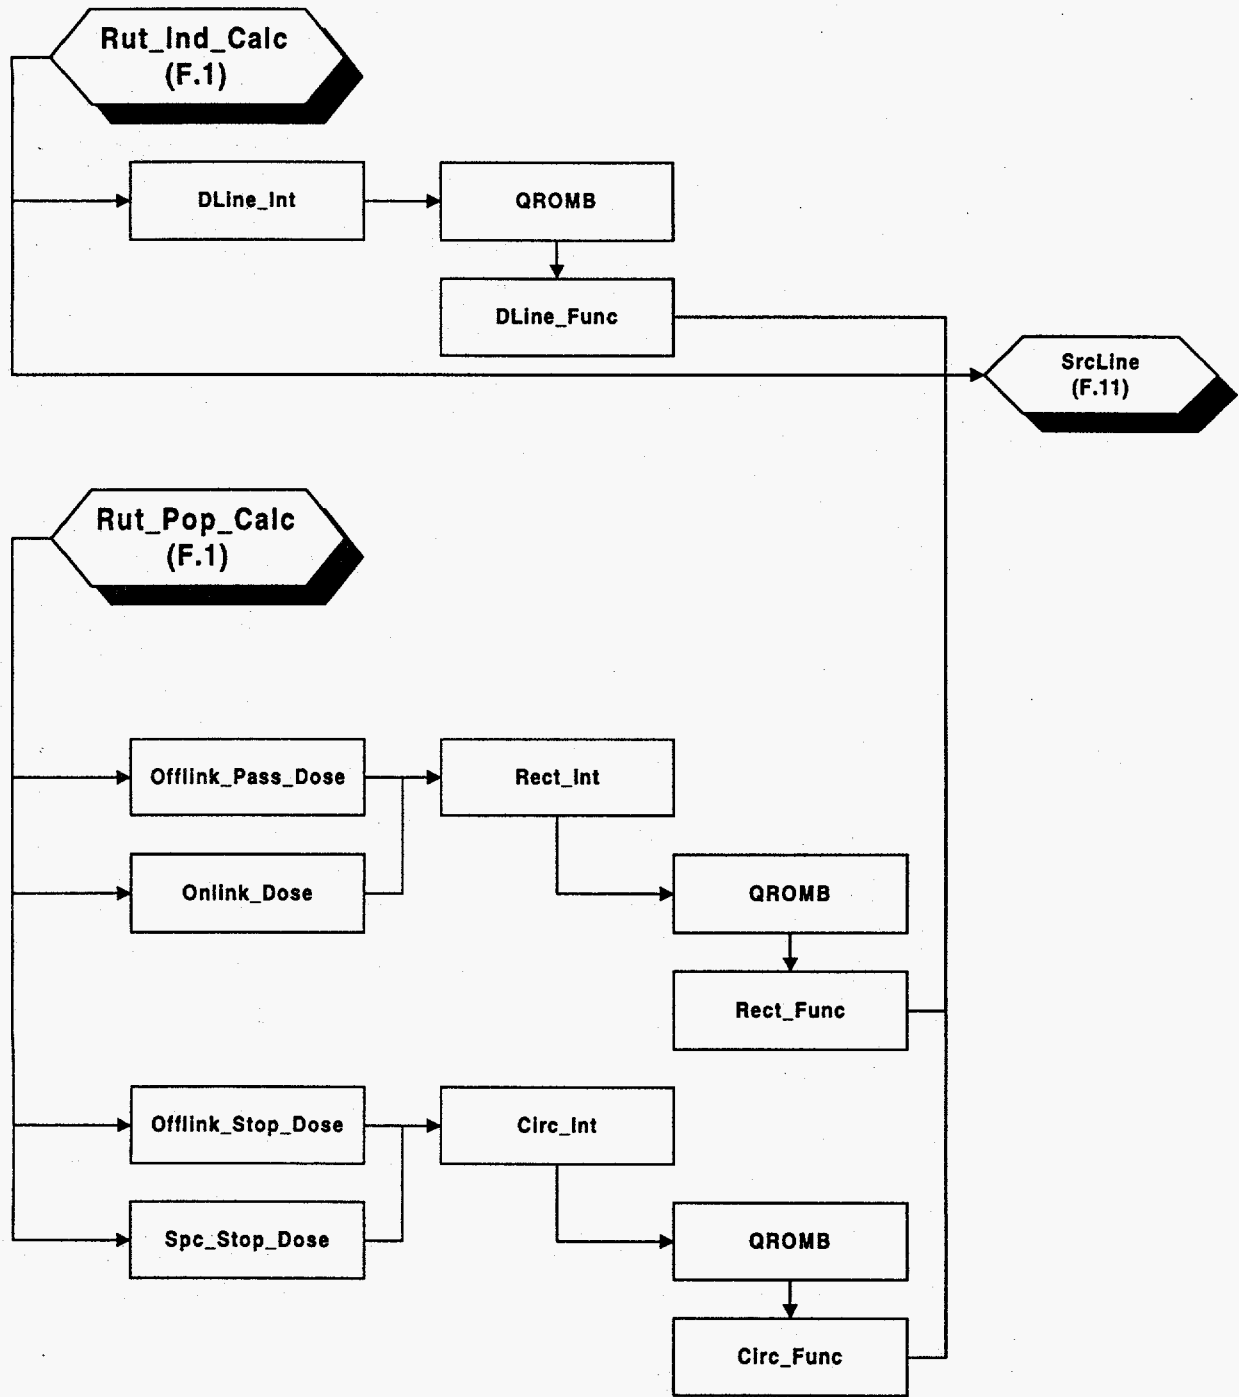 Rut_Ind_Calc
(F.1)
DLine_Int
QROMB
DLine_Func
SrcLine
(F.11)
Rut_Pop_Calc
(F.1)
Offlink_Pass_Dose
Rect_Int
Onlink_Dose
QROMB
Rect_Func
Offlink_Stop_Dose
Circ_Int
Spc_Stop_Dose
QROMB
Circ_Func